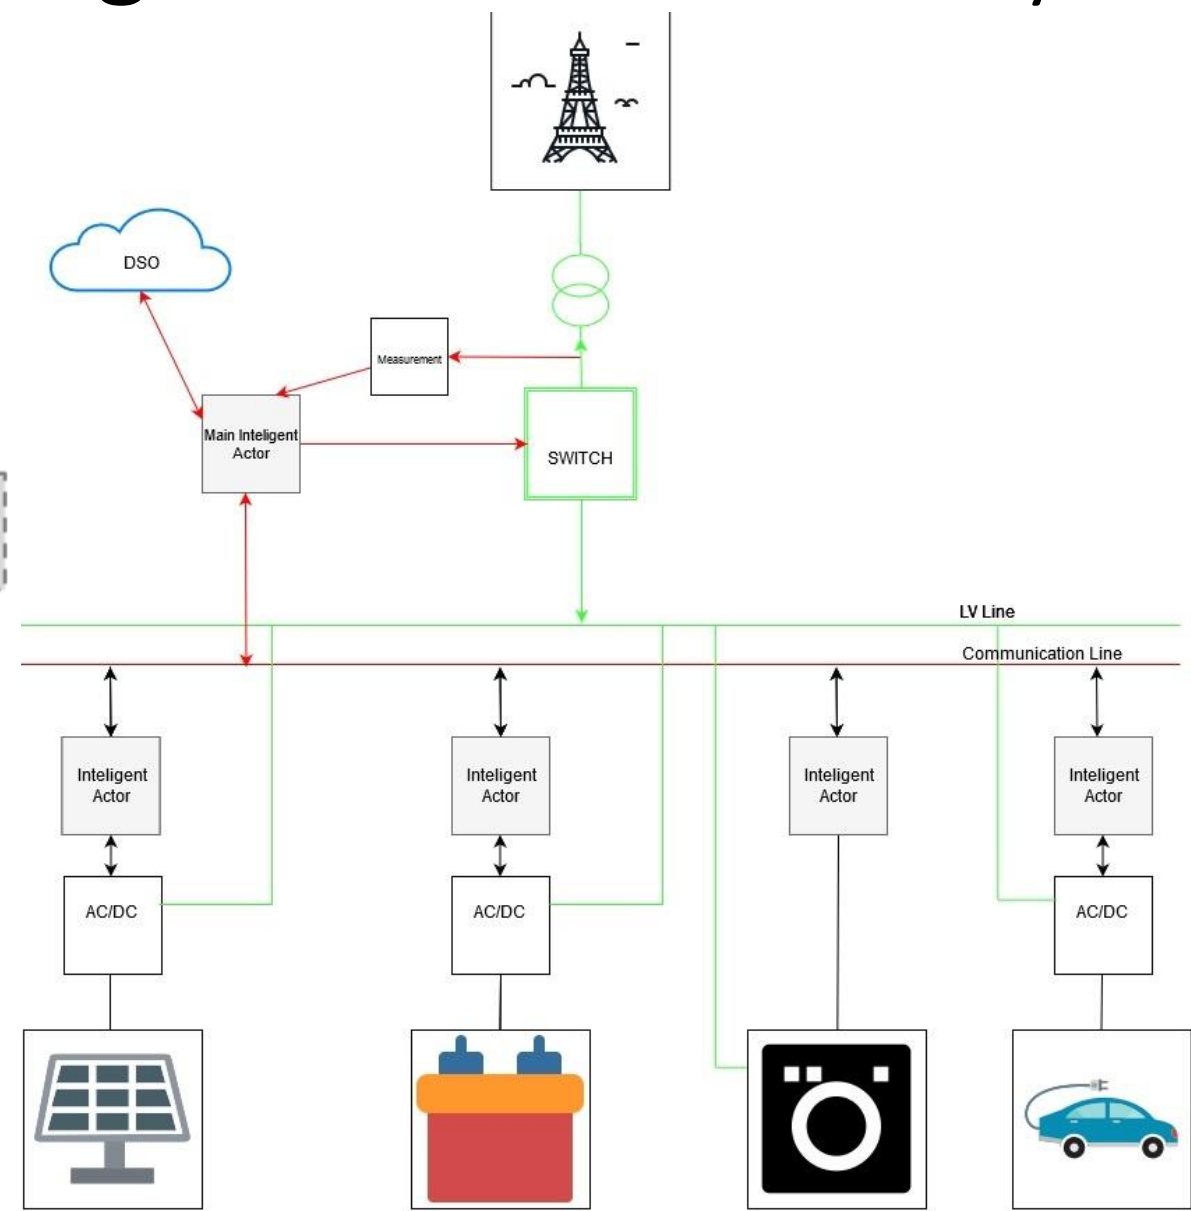 DSO
Measurement
Main Inteligent
Actor
SWITCH
LV Line
Communication Line
Inteligent
Actor
Inteligent
Actor
Inteligent
Actor
Inteligent
Actor
AC/DC
AC/DC
AC/DC